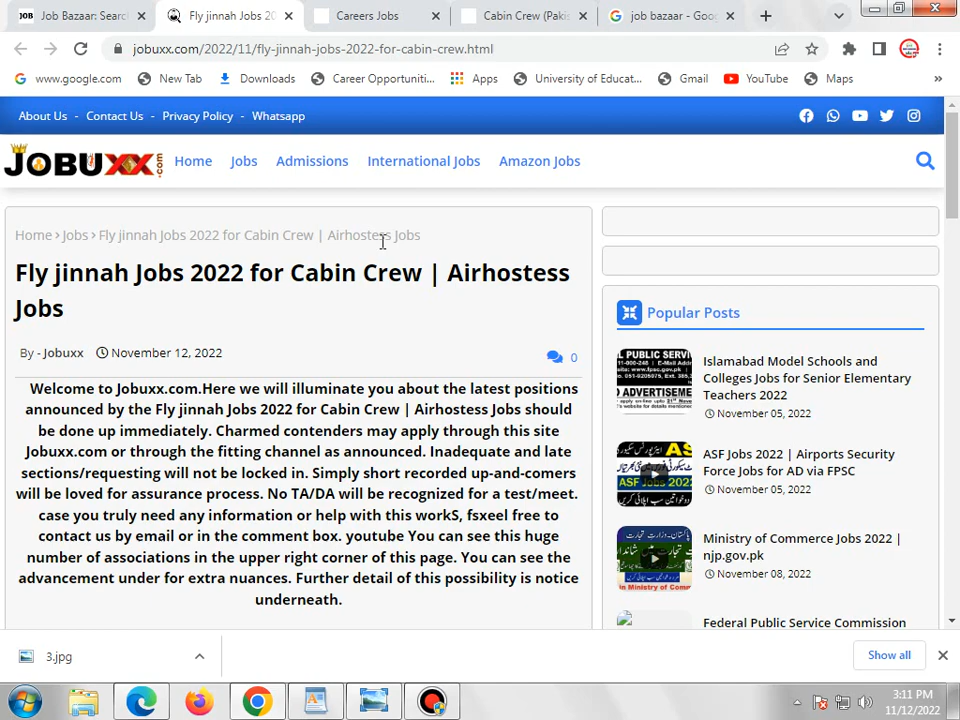 JOB Job Bazaar: Searc
Fly jinnah Jobs 20
Careers Jobs
Cabin Crew (Pakis
job bazaar - Goog
jobuxx.com/2022/11/fly-jinnah-jobs-2022-for-cabin-crew.html
www.google.com
New Tab
Downloads
Career Opportuniti...
Apps
University of Educat...
Gmail
YouTube
Maps
»
About Us - Contact Us - Privacy Policy - Whatsapp
JOBUXX.com
Home
Jobs
Admissions
International Jobs
Amazon Jobs
Home › Jobs › Fly jinnah Jobs 2022 for Cabin Crew | Airhostess Jobs
Fly jinnah Jobs 2022 for Cabin Crew | Airhostess
Jobs
By - Jobuxx November 12, 2022
0
Welcome to Jobuxx.com.Here we will illuminate you about the latest positions
announced by the Fly jinnah Jobs 2022 for Cabin Crew | Airhostess Jobs should
be done up immediately. Charmed contenders may apply through this site
Jobuxx.com or through the fitting channel as announced. Inadequate and late
sections/requesting will not be locked in. Simply short recorded up-and-comers
will be loved for assurance process. No TA/DA will be recognized for a test/meet.
case you truly need any information or help with this workS, fsxeel free to
contact us by email or in the comment box. youtube You can see this huge
number of associations in the upper right corner of this page. You can see the
advancement under for extra nuances. Further detail of this possibility is notice
underneath.
Popular Posts
PUBLIC SERVI
Islamabad Model Schools and
Colleges Jobs for Senior Elementary
Teachers 2022
November 05, 2022
ASF Jobs 2022
ASF Jobs 2022 | Airports Security
Force Jobs for AD via FPSC
November 05, 2022
in Ministry of Comme
Ministry of Commerce Jobs 2022 |
njp.gov.pk
November 08, 2022
Federal Public Service Commission
3.jpg
Show all
3:11 PM
11/12/2022